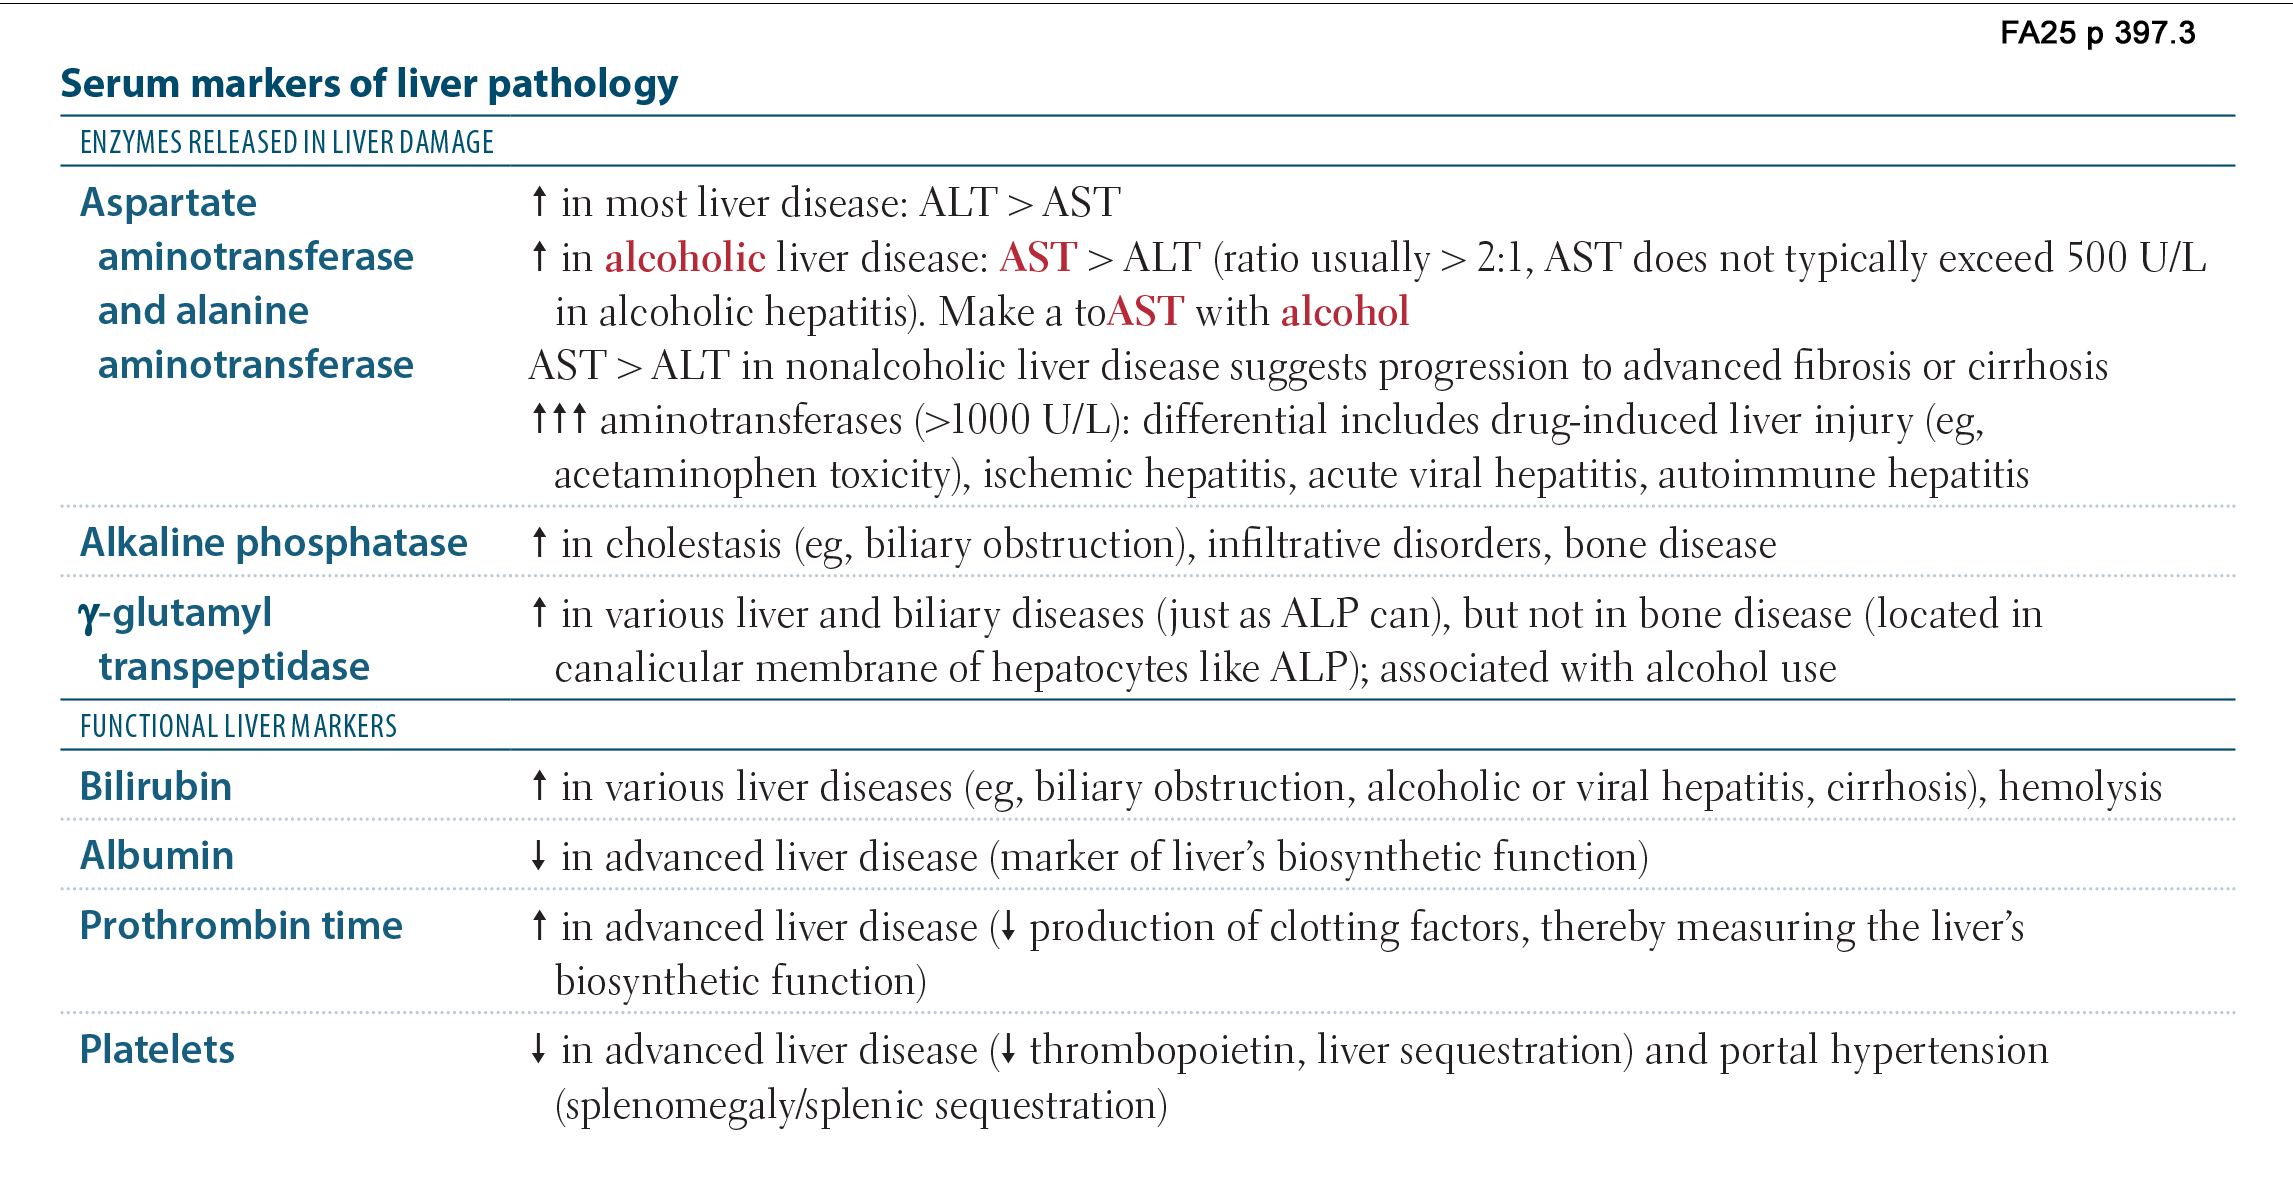 FA25 p 397.3
Serum markers of liver pathology
ENZYMES RELEASED IN LIVER DAMAGE
Aspartate aminotransferase and alanine aminotransferase
↑ in most liver disease: ALT > AST
↑ in alcoholic liver disease: AST > ALT (ratio usually > 2:1, AST does not typically exceed 500 U/L
in alcoholic hepatitis). Make a toAST with alcohol
AST > ALT in nonalcoholic liver disease suggests progression to advanced fibrosis or cirrhosis
↑↑↑ aminotransferases (>1000 U/L): differential includes drug-induced liver injury (eg,
acetaminophen toxicity), ischemic hepatitis, acute viral hepatitis, autoimmune hepatitis
Alkaline phosphatase
↑ in cholestasis (eg, biliary obstruction), infiltrative disorders, bone disease
γ-glutamyl
transpeptidase
↑ in various liver and biliary diseases (just as ALP can), but not in bone disease (located in
canalicular membrane of hepatocytes like ALP); associated with alcohol use
FUNCTIONAL LIVER MARKERS
Bilirubin
↑ in various liver diseases (eg, biliary obstruction, alcoholic or viral hepatitis, cirrhosis), hemolysis
Albumin
↓ in advanced liver disease (marker of liver’s biosynthetic function)
Prothrombin time
↑ in advanced liver disease (↓ production of clotting factors, thereby measuring the liver’s
biosynthetic function)
Platelets
↓ in advanced liver disease (↓ thrombopoietin, liver sequestration) and portal hypertension
(splenomegaly/splenic sequestration)